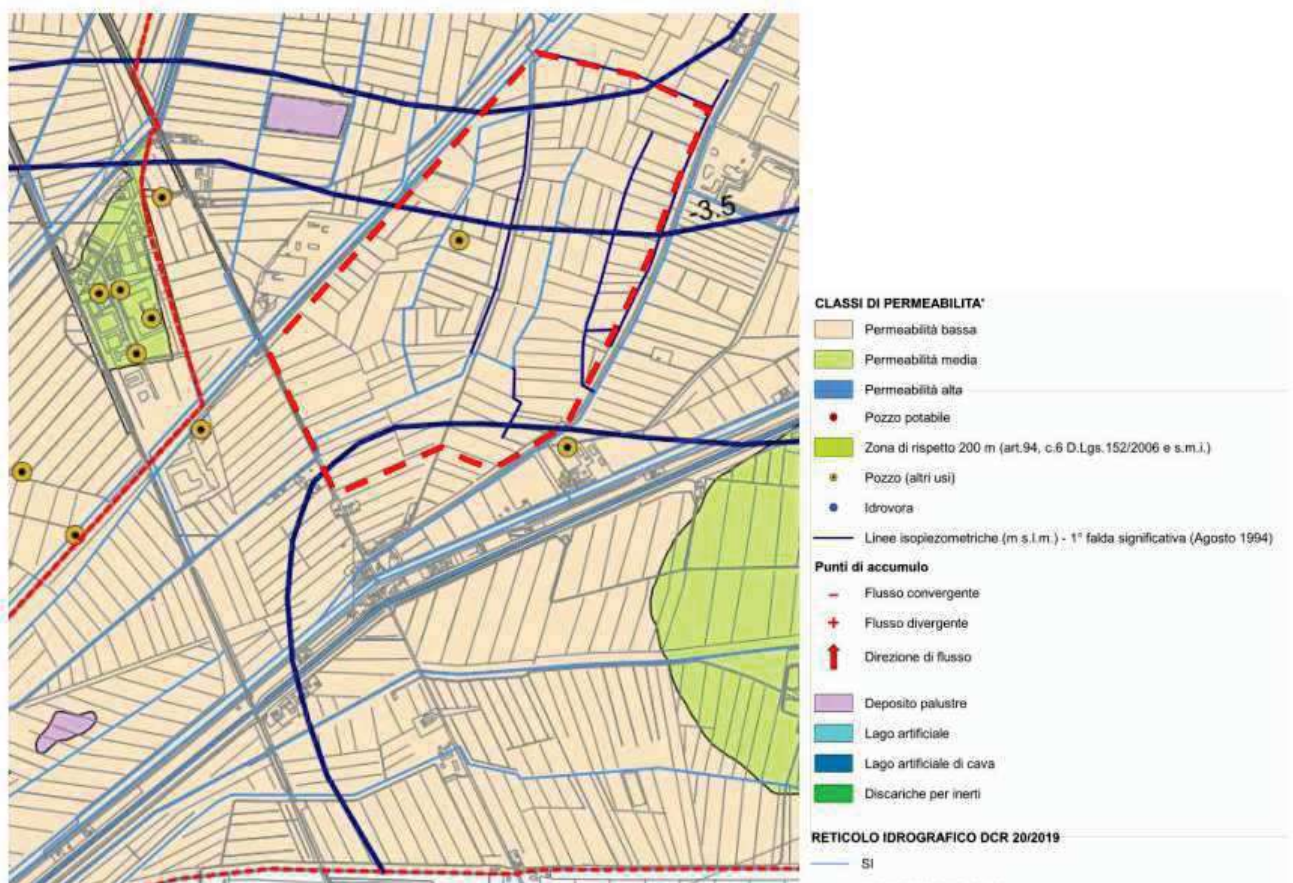 -3.5
CLASSI DI PERMEABILITA'
Permeabilità bassa
Permeabilità media
Permeabilità alta
Pozzo potabile
Zona di rispetto 200 m (art.94, c.6 D.Lgs.152/2006 e s.m.i.)
Pozzo (altri usi)
Idrovora
Linee isopiezometriche (m s.l.m.) - 1° falda significativa (Agosto 1994)
Punti di accumulo
Flusso convergente
Flusso divergente
Direzione di flusso
Deposito palustre
Lago artificiale
Lago artificiale di cava
Discariche per inerti
RETICOLO IDROGRAFICO DCR 20/2019
SI